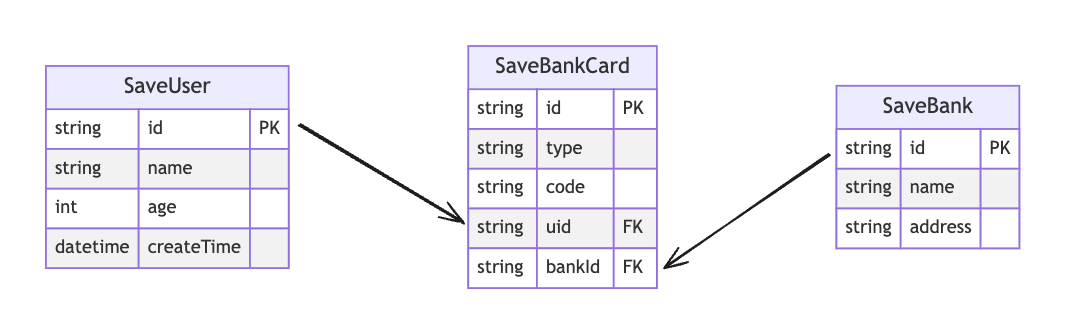 SaveUser
string id PK
string name
int age
datetime createTime
SaveBankCard
string id PK
string type
string code
string uid FK
string bankId FK
SaveBank
string id PK
string name
string address